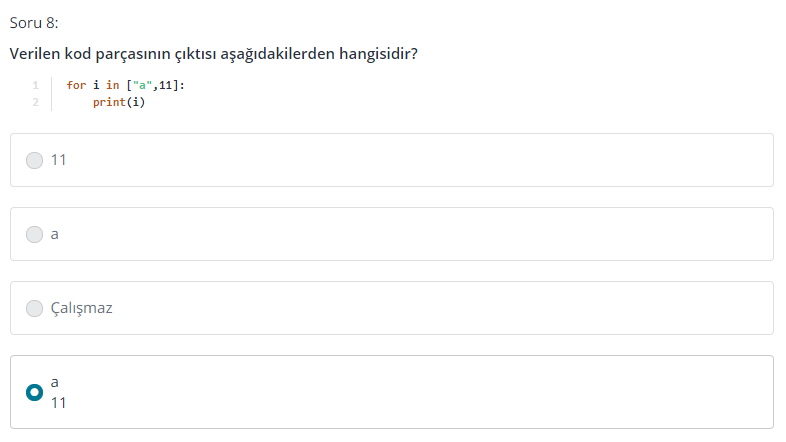 Soru 8:
Verilen kod parçasının çıktısı aşağıdakilerden hangisidir?
1 for i in ["a",11]:
2 print(i)
11
a
Çalışmaz
a
11